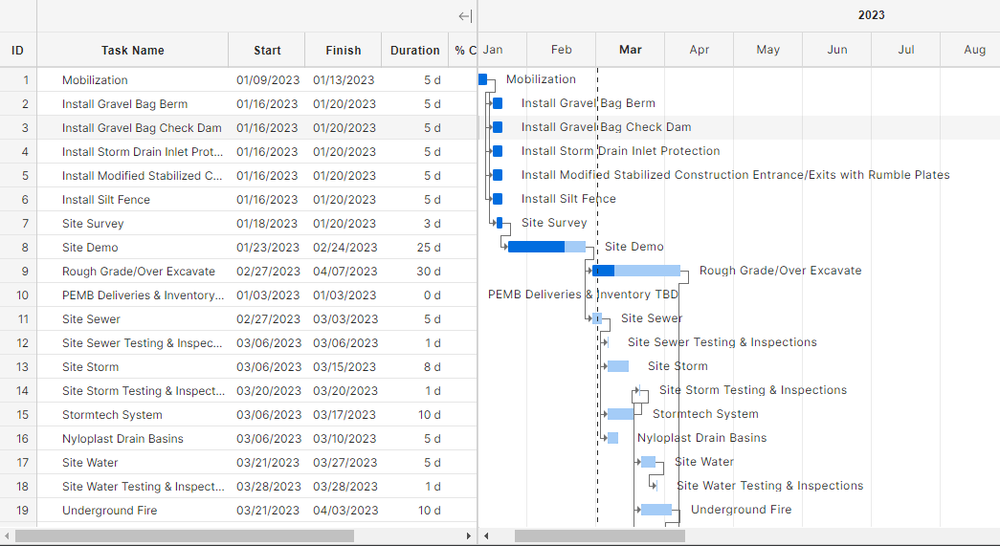 2023
ID Task Name Start Finish Duration % C Jan Feb Mar Apr May Jun Jul Aug
1 Mobilization 01/09/2023 01/13/2023 5 d Mobilization
2 Install Gravel Bag Berm 01/16/2023 01/20/2023 5 d Install Gravel Bag Berm
3 Install Gravel Bag Check Dam 01/16/2023 01/20/2023 5 d Install Gravel Bag Check Dam
4 Install Storm Drain Inlet Prot... 01/16/2023 01/20/2023 5 d Install Storm Drain Inlet Protection
5 Install Modified Stabilized C... 01/16/2023 01/20/2023 5 d Install Modified Stabilized Construction Entrance/Exits with Rumble Plates
6 Install Silt Fence 01/16/2023 01/20/2023 5 d Install Silt Fence
7 Site Survey 01/18/2023 01/20/2023 3 d Site Survey
8 Site Demo 01/23/2023 02/24/2023 25 d Site Demo
9 Rough Grade/Over Excavate 02/27/2023 04/07/2023 30 d Rough Grade/Over Excavate
10 PEMB Deliveries & Inventory... 01/03/2023 01/03/2023 0 d PEMB Deliveries & Inventory TBD
11 Site Sewer 02/27/2023 03/03/2023 5 d Site Sewer
12 Site Sewer Testing & Inspec... 03/06/2023 03/06/2023 1 d Site Sewer Testing & Inspections
13 Site Storm 03/06/2023 03/15/2023 8 d Site Storm
14 Site Storm Testing & Inspect... 03/20/2023 03/20/2023 1 d Site Storm Testing & Inspections
15 Stormtech System 03/06/2023 03/17/2023 10 d Stormtech System
16 Nyloplast Drain Basins 03/06/2023 03/10/2023 5 d Nyloplast Drain Basins
17 Site Water 03/21/2023 03/27/2023 5 d Site Water
18 Site Water Testing & Inspect... 03/28/2023 03/28/2023 1 d Site Water Testing & Inspections
19 Underground Fire 03/21/2023 04/03/2023 10 d Underground Fire